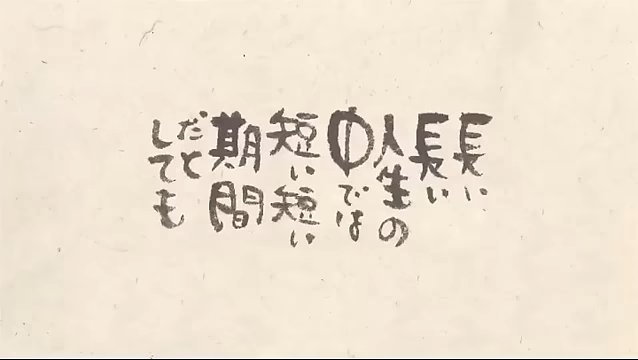 長い
長い
人生の
中では
短い短い
期間
だと
しても